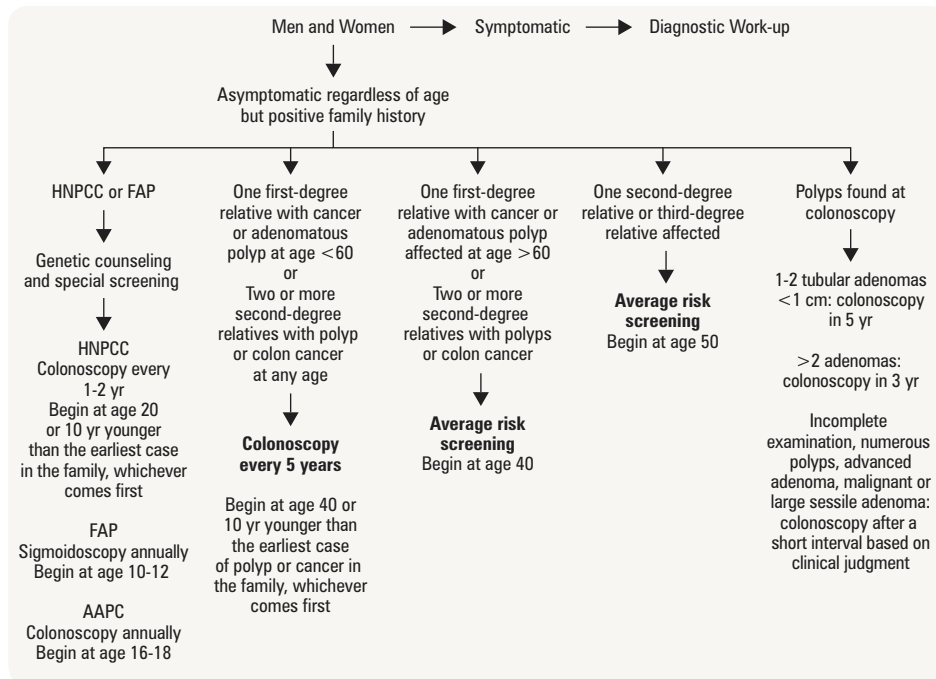 Men and Women
Symptomatic
Diagnostic Work-up
Asymptomatic regardless of age
but positive family history
HNPCC or FAP
Genetic counseling
and special screening
HNPCC
Colonoscopy every
1-2 yr
Begin at age 20
or 10 yr younger
than the earliest case
in the family, whichever
comes first
FAP
Sigmoidoscopy annually
Begin at age 10-12
AAPC
Colonoscopy annually
Begin at age 16-18
One first-degree
relative with cancer
or adenomatous
polyp at age <60
or
Two or more
second-degree
relatives with polyp
or colon cancer
at any age
Colonoscopy
every 5 years
Begin at age 40 or
10 yr younger than
the earliest case
of polyp or cancer in
the family, whichever
comes first
One first-degree
relative with cancer or
adenomatous polyp
affected at age >60
or
Two or more
second-degree
relatives with polyps
or colon cancer
Average risk
screening
Begin at age 40
One second-degree
relative or third-degree
relative affected
Average risk
screening
Begin at age 50
Polyps found at
colonoscopy
1-2 tubular adenomas
<1 cm: colonoscopy
in 5 yr
>2 adenomas:
colonoscopy in 3 yr
Incomplete
examination, numerous
polyps, advanced
adenoma, malignant or
large sessile adenoma:
colonoscopy after a
short interval based on
clinical judgment